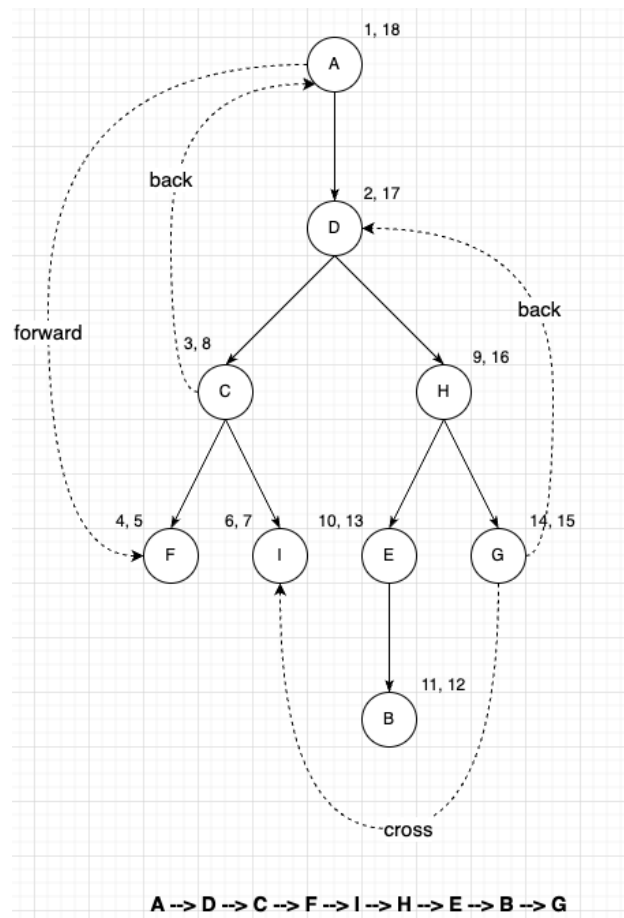 1, 18
A
back
2, 17
D
back
forward
3, 8
9, 16
C
H
4, 5
6, 7
10, 13
14, 15
F
I
E
G
11, 12
B
cross
A --> D --> C --> F --> I --> H --> E --> B --> G